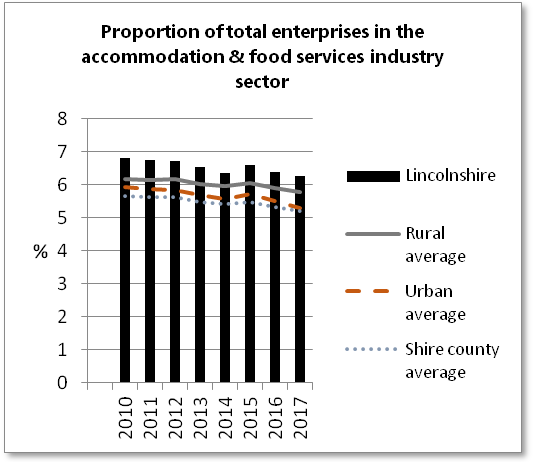 Proportion of total enterprises in the
accommodation & food services industry
sector
8
7
6
5
4
3
2
1
0
%
2010
2011
2012
2013
2014
2015
2016
2017
Lincolnshire
Rural
average
Urban
average
Shire county
average